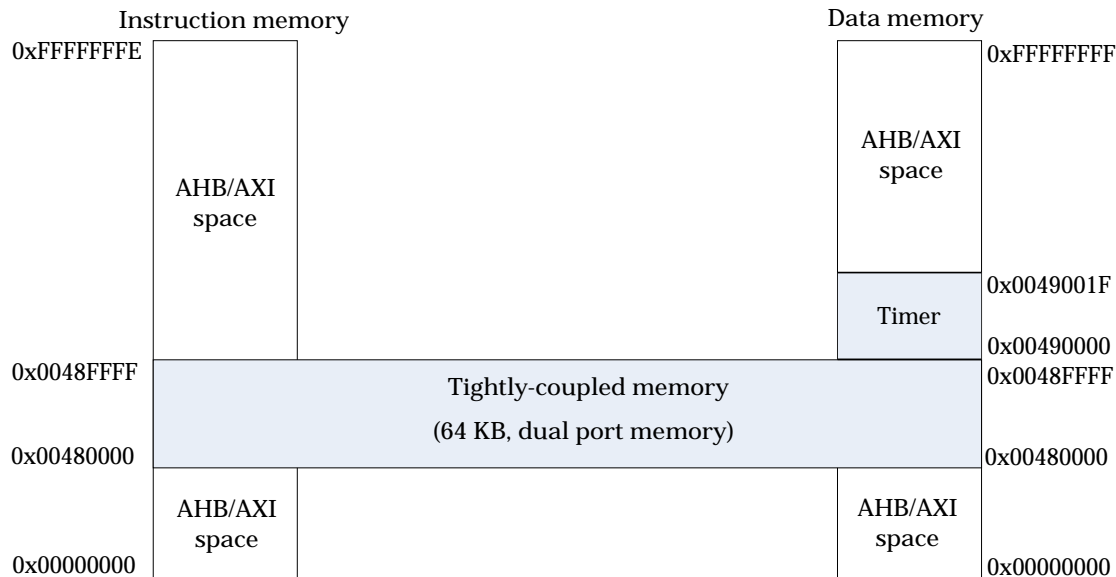 Instruction memory
Data memory
0xFFFFFFFE
0xFFFFFFFF
AHB/AXI
space
AHB/AXI
space
0x0049001F
Timer
0x00490000
0x0048FFFF
0x0048FFFF
Tightly-coupled memory
(64 KB, dual port memory)
0x00480000
0x00480000
AHB/AXI
space
AHB/AXI
space
0x00000000
0x00000000